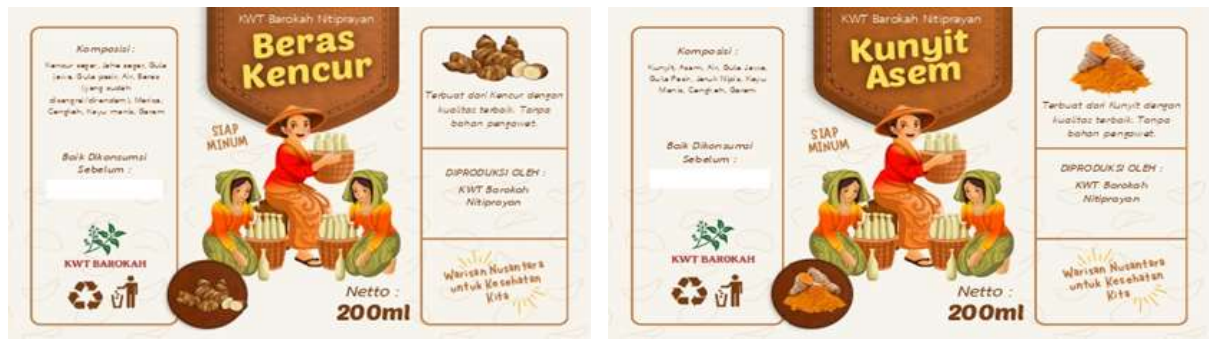 Komposisi :
Kencur segar, Jahe segar, Gula
Jawa, Gula pasir, Air, Beras
(yang sudah
disangrai/direndam), Merica,
Cengkeh, Kayu manis, Garam
Baik Dikonsumsi
Sebelum :
KWT BAROKAH
KWT Barokah Nitiprayan
Beras
Kencur
SIAP
MINUM
Netto :
200ml
Terbuat dari Kencur dengan
kualitas terbaik. Tanpa
bahan pengawet.
DIPRODUKSI OLEH :
KWT Barokah
Nitiprayan
Warisan Nusantara
untuk Kesehatan
Kita
Komposisi :
Kunyit, Asam, Air, Gula Jawa,
Gula Pasir, Jeruk Nipis, Kayu
Manis, Cengkeh, Garam
Baik Dikonsumsi
Sebelum :
KWT BAROKAH
KWT Barokah Nitiprayan
Kunyit
Asem
SIAP
MINUM
Netto :
200ml
Terbuat dari Kunyit dengan
kualitas terbaik. Tanpa
bahan pengawet.
DIPRODUKSI OLEH :
KWT Barokah
Nitiprayan
Warisan Nusantara
untuk Kesehatan
Kita